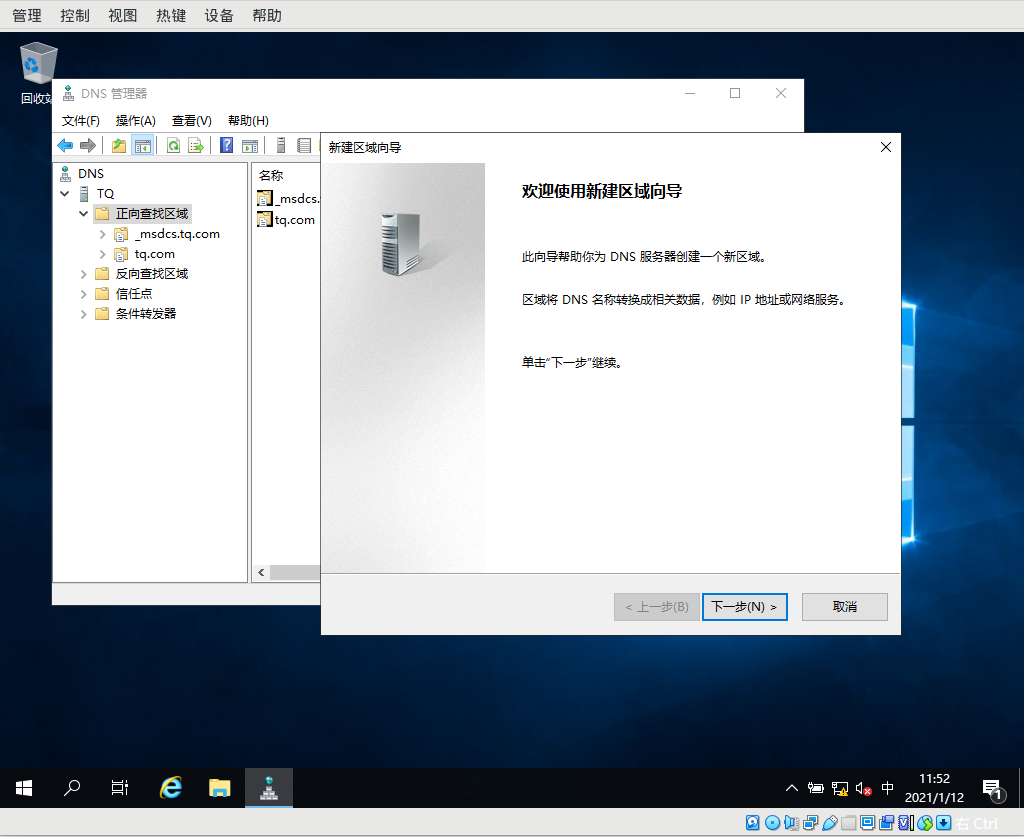 管理 控制 视图 热键 设备 帮助
DNS 管理器
文件(F) 操作(A) 查看(V) 帮助(H)
新建区域向导
DNS
TQ
正向查找区域
_msdcs.tq.com
tq.com
反向查找区域
信任点
条件转发器
名称
_msdcs.
tq.com
欢迎使用新建区域向导
此向导帮助你为 DNS 服务器创建一个新区域。
区域将 DNS 名称转换成相关数据，例如 IP 地址或网络服务。
单击“下一步”继续。
< 上一步(B) 下一步(N) > 取消
回收站
中
11:52
2021/1/12
1
右 Ctrl